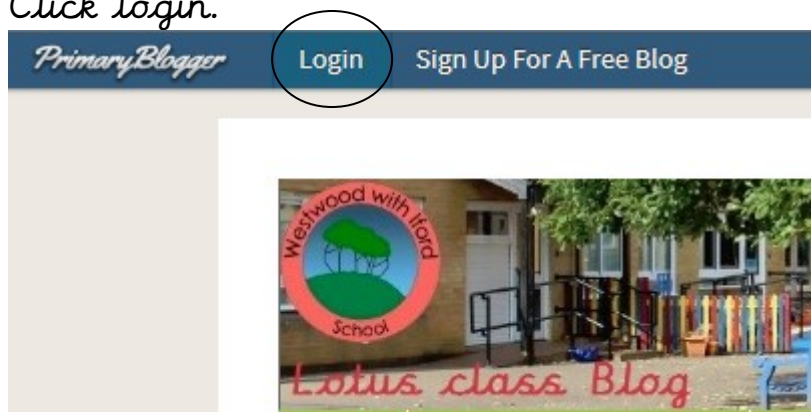 Click login.
PrimaryBlogger Login Sign Up For A Free Blog
Westwood with Iford
School
Lotus class Blog